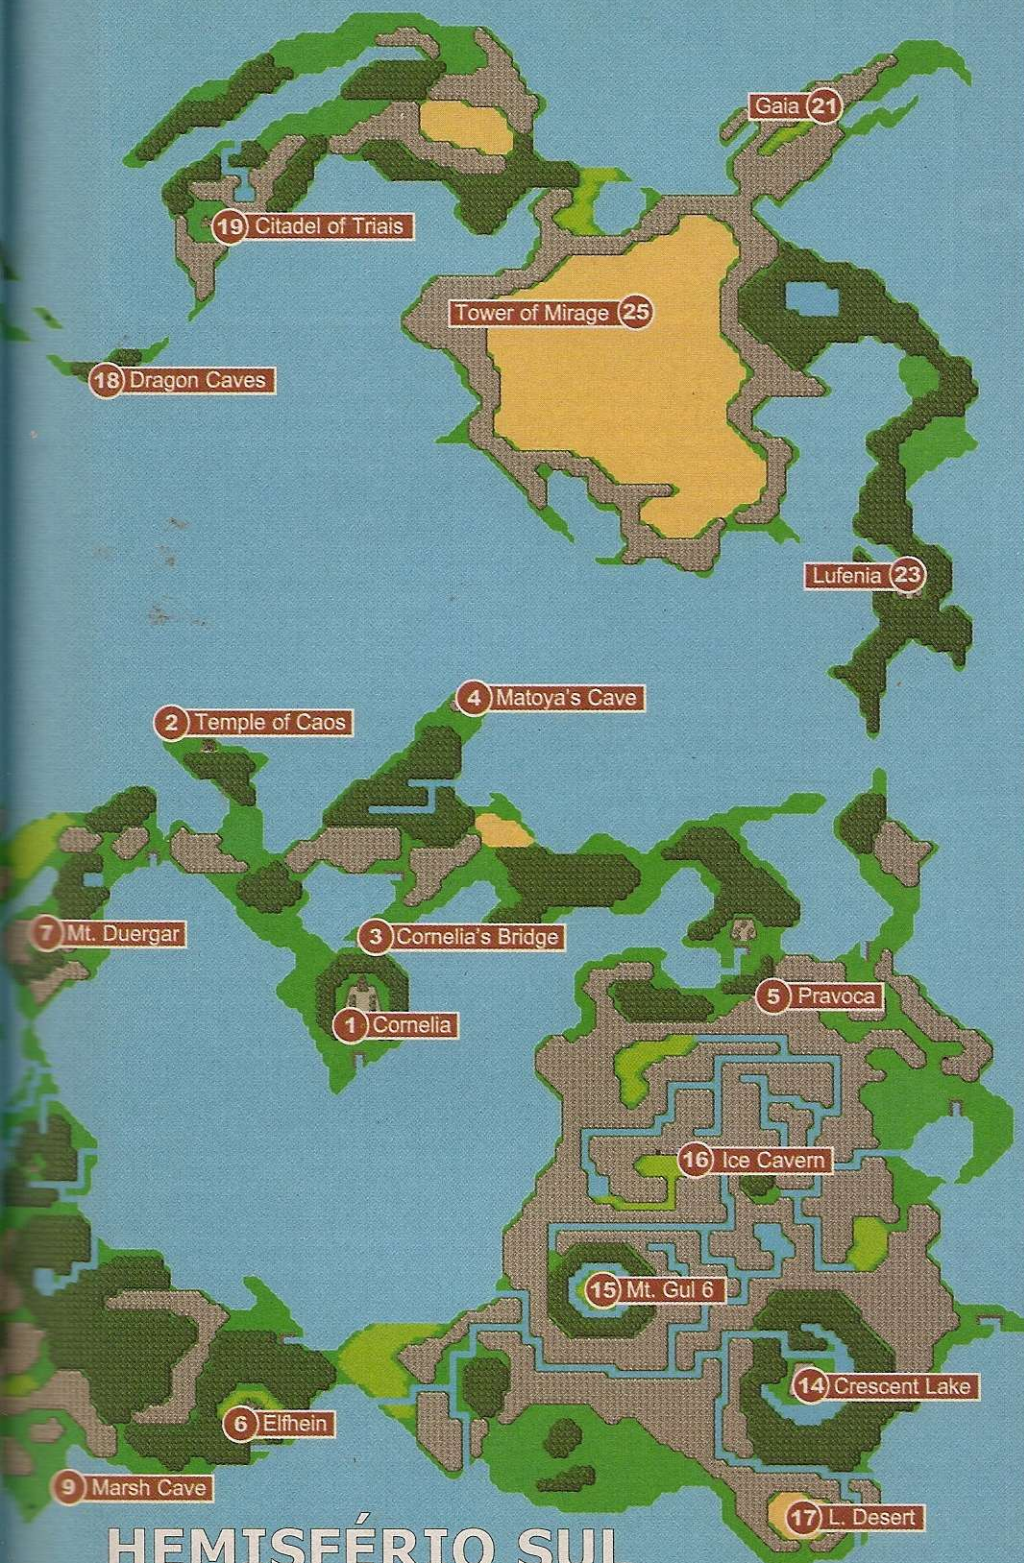 Gaia 21
19 Citadel of Triais
Tower of Mirage 25
18 Dragon Caves
Lufenia 23
4 Matoya's Cave
2 Temple of Caos
7 Mt. Duergar
3 Cornelia's Bridge
5 Pravoca
1 Cornelia
16 Ice Cavern
15 Mt. Gul 6
14 Crescent Lake
6 Elfhein
9 Marsh Cave
17 L. Desert
HEMISFÉRIO SUL